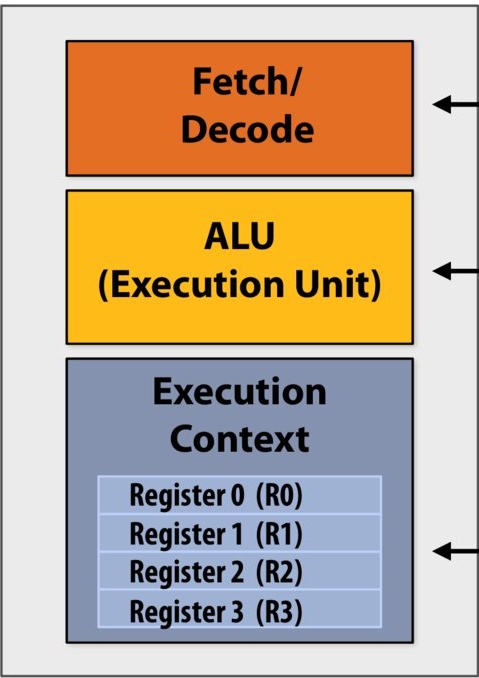 Fetch/
Decode
ALU
(Execution Unit)
Execution
Context
Register 0 (R0)
Register 1 (R1)
Register 2 (R2)
Register 3 (R3)